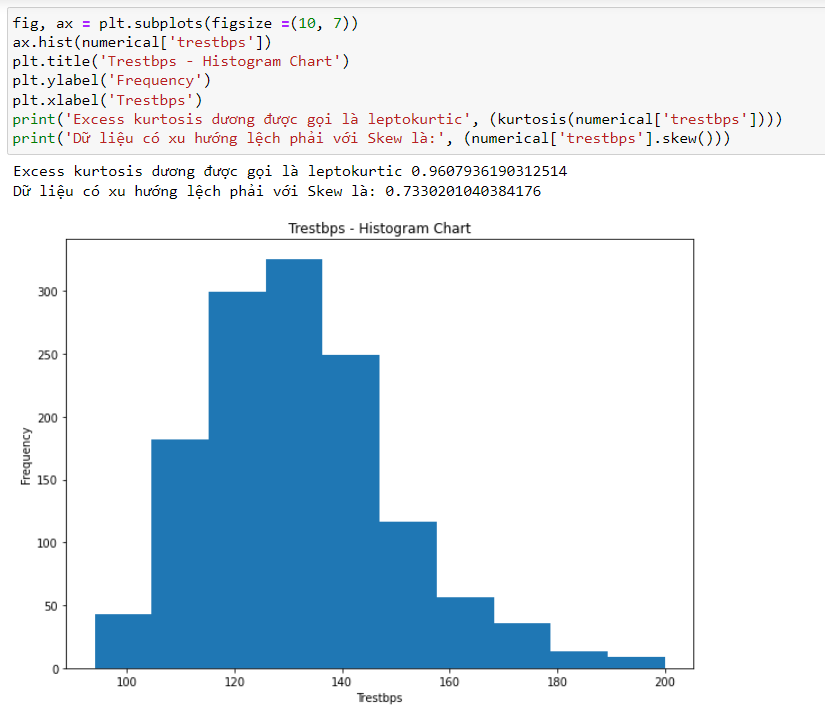 fig, ax = plt.subplots(figsize =(10, 7))
ax.hist(numerical['trestbps'])
plt.title('Trestbps - Histogram Chart')
plt.ylabel('Frequency')
plt.xlabel('Trestbps')
print('Excess kurtosis dương được gọi là leptokurtic', (kurtosis(numerical['trestbps'])))
print('Dữ liệu có xu hướng lệch phải với Skew là:', (numerical['trestbps'].skew()))
Excess kurtosis dương được gọi là leptokurtic 0.9607936190312514
Dữ liệu có xu hướng lệch phải với Skew là: 0.7330201040384176
Trestbps - Histogram Chart
Frequency
300
250
200
150
100
50
0
100 120 140 160 180 200
Trestbps